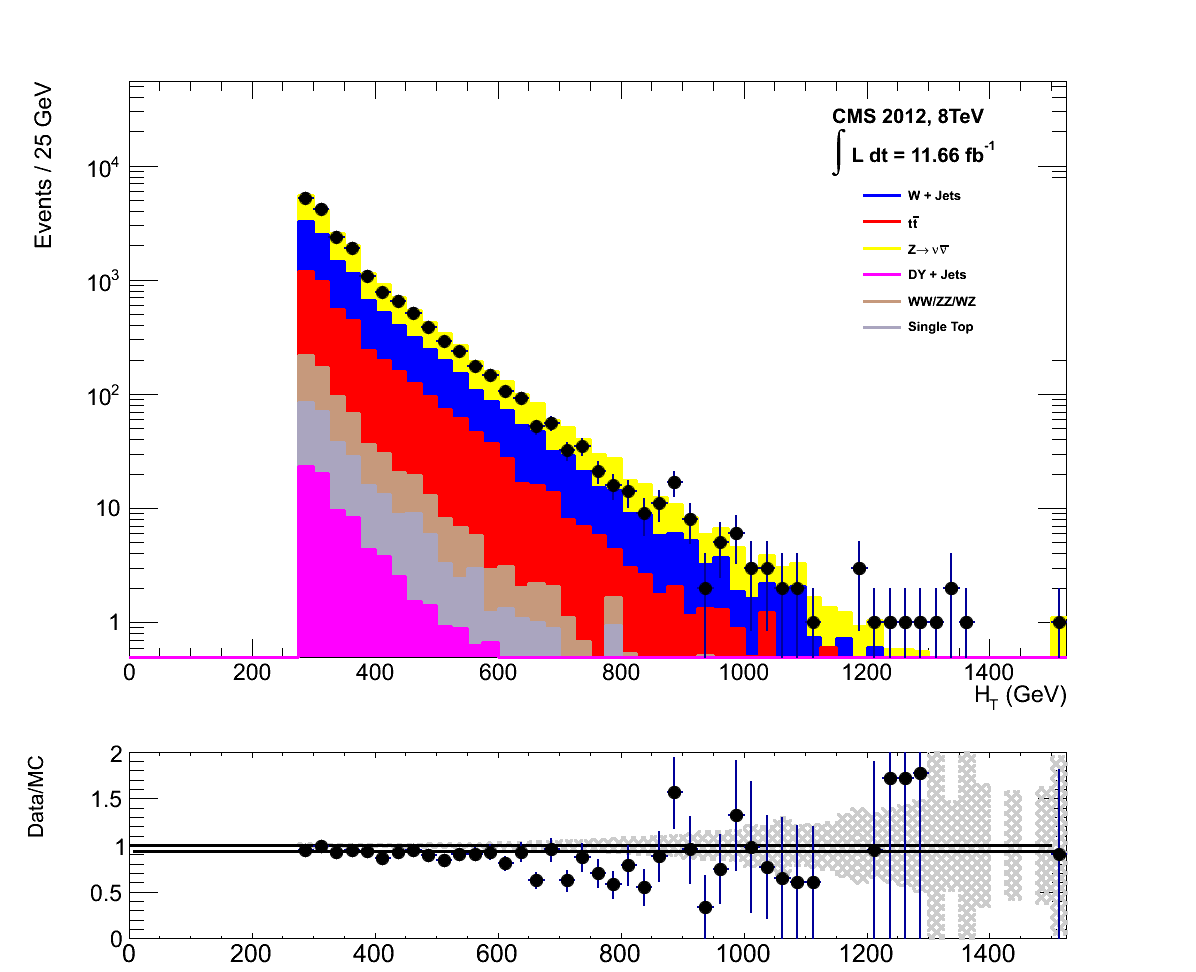 Events / 25 GeV
CMS 2012, 8TeV
∫ L dt = 11.66 fb⁻¹
W + Jets
tt̅
Z→ νν̅
DY + Jets
WW/ZZ/WZ
Single Top
10⁴
10³
10²
10
1
0 200 400 600 800 1000 1200 1400
H_T (GeV)
Data/MC
2
1.5
1
0.5
0
0 200 400 600 800 1000 1200 1400